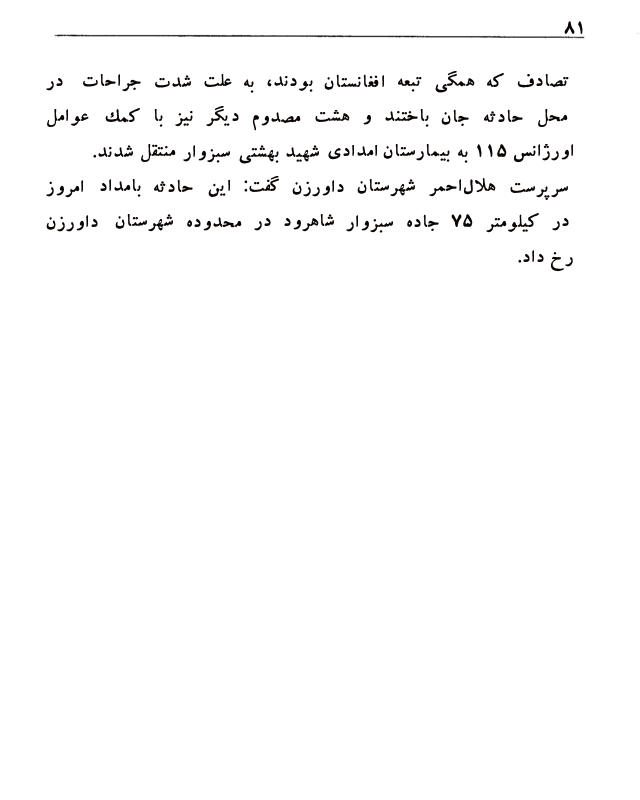 ۸۱
تصادف که همگی تبعه افغانستان بودند، به علت شدت جراحات در
محل حادثه جان باختند و هشت مصدوم دیگر نیز با کمك عوامل
اورژانس ۱۱۵ به بیمارستان امدادی شهید بهشتی سبزوار منتقل شدند.
سرپرست هلال‌احمر شهرستان داورزن گفت: این حادثه بامداد امروز
در کیلومتر ۷۵ جاده سبزوار شاهرود در محدوده شهرستان داورزن
رخ داد.